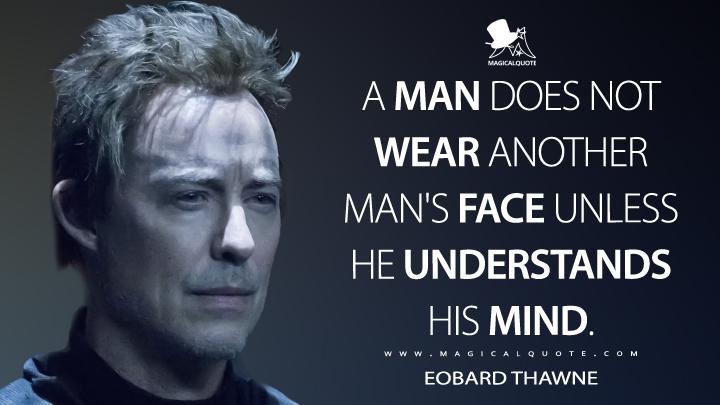 MAGICALQUOTE
A MAN DOES NOT
WEAR ANOTHER
MAN'S FACE UNLESS
HE UNDERSTANDS
HIS MIND.
WWW.MAGICALQUOTE.COM
EOBARD THAWNE